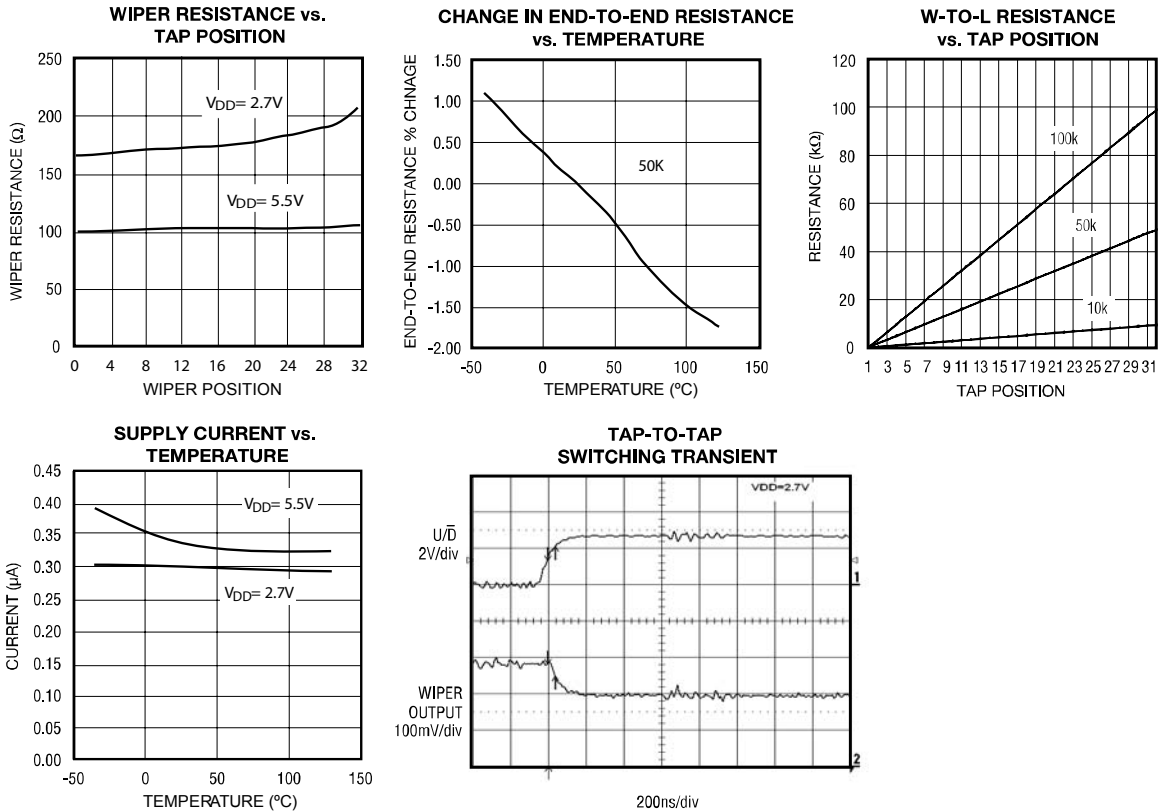 WIPER RESISTANCE vs.
TAP POSITION
250
200
150
100
50
0
WIPER RESISTANCE (Ω)
VDD= 2.7V
VDD= 5.5V
0 4 8 12 16 20 24 28 32
WIPER POSITION
CHANGE IN END-TO-END RESISTANCE
vs. TEMPERATURE
1.50
1.00
0.50
0.00
-0.50
-1.00
-1.50
-2.00
END-TO-END RESISTANCE % CHNAGE
50K
-50 0 50 100 150
TEMPERATURE (ºC)
W-TO-L RESISTANCE
vs. TAP POSITION
120
100
80
60
40
20
0
RESISTANCE (kΩ)
100k
50k
10k
1 3 5 7 9 11 13 15 17 19 21 23 25 27 29 31
TAP POSITION
SUPPLY CURRENT vs.
TEMPERATURE
0.45
0.40
0.35
0.30
0.25
0.20
0.15
0.10
0.05
0.00
CURRENT (µA)
VDD= 5.5V
VDD= 2.7V
-50 0 50 100 150
TEMPERATURE (ºC)
TAP-TO-TAP
SWITCHING TRANSIENT
VDD=2.7V
U/D̅
2V/div
1
WIPER
OUTPUT
100mV/div
2
200ns/div